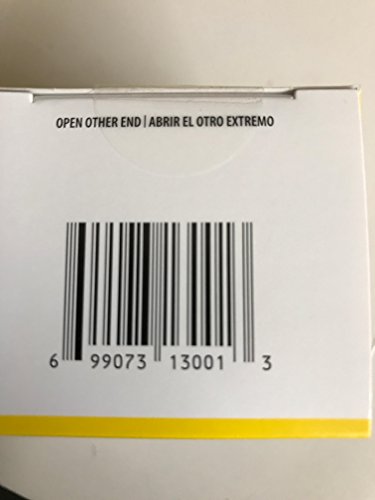 OPEN OTHER END | ABRIR EL OTRO EXTREMO
6 99073 13001 3